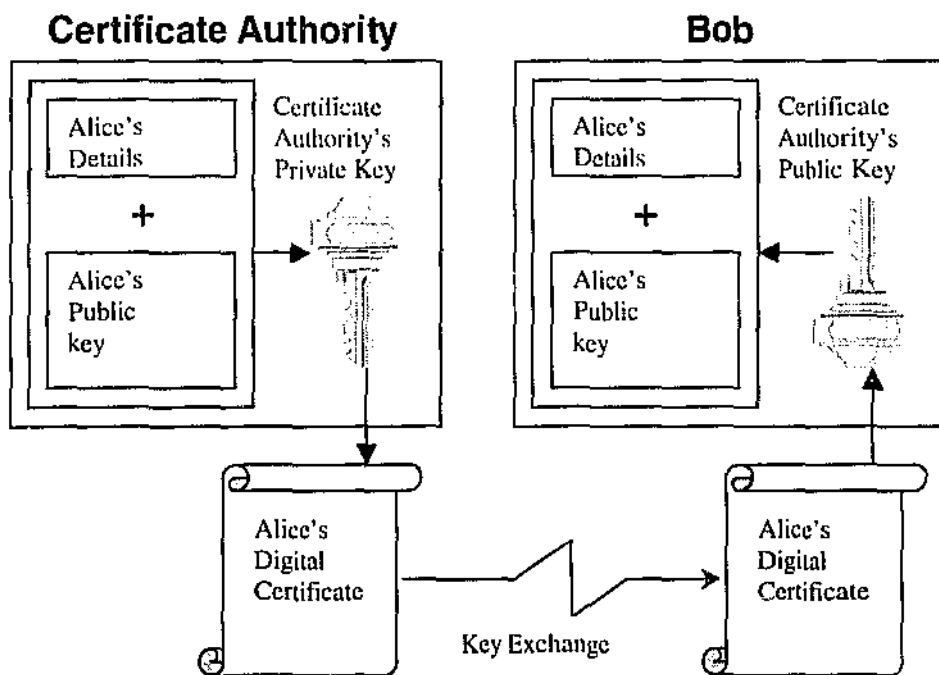 Certificate Authority
Alice's
Details
+
Alice's
Public
key
Certificate
Authority's
Private Key
Alice's
Digital
Certificate
Key Exchange
Bob
Alice's
Details
+
Alice's
Public
key
Certificate
Authority's
Public Key
Alice's
Digital
Certificate